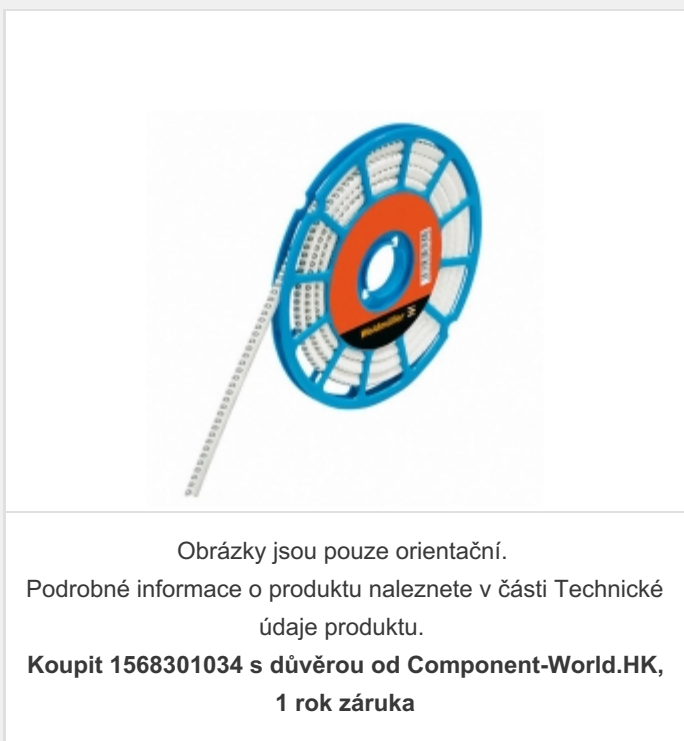 Weidmüller
Obrázky jsou pouze orientační.
Podrobné informace o produktu naleznete v části Technické
údaje produktu.
Koupit 1568301034 s důvěrou od Component-World.HK,
1 rok záruka